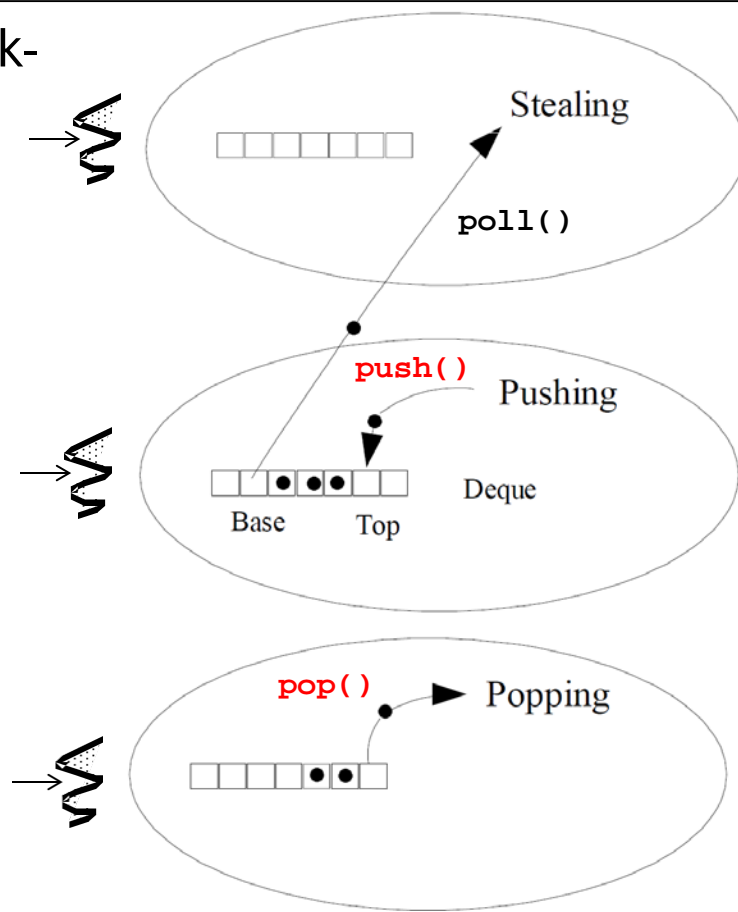 k-
Stealing
poll()
push()
Pushing
Deque
Base
Top
pop()
Popping